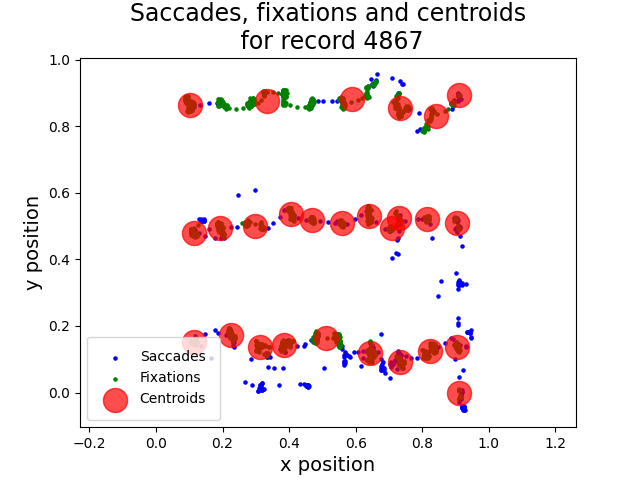 Saccades, fixations and centroids
for record 4867
1.0
0.8
0.6
0.4
0.2
0.0
y position
Saccades
Fixations
Centroids
−0.2 0.0 0.2 0.4 0.6 0.8 1.0 1.2
x position